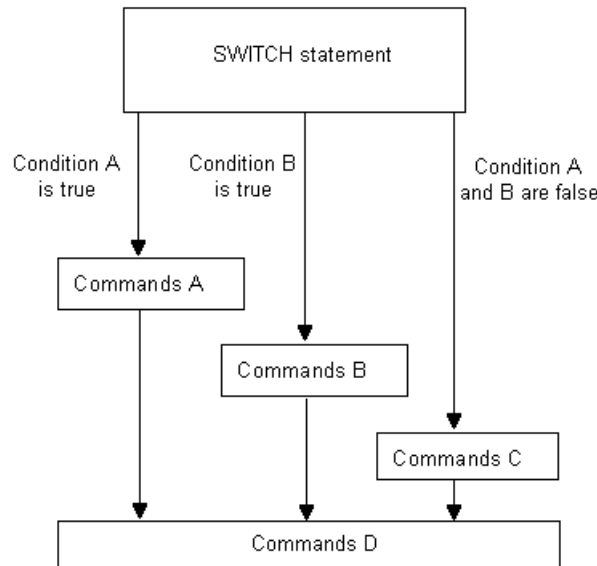 SWITCH statement
Condition A
is true
Condition B
is true
Condition A
and B are false
Commands A
Commands B
Commands C
Commands D